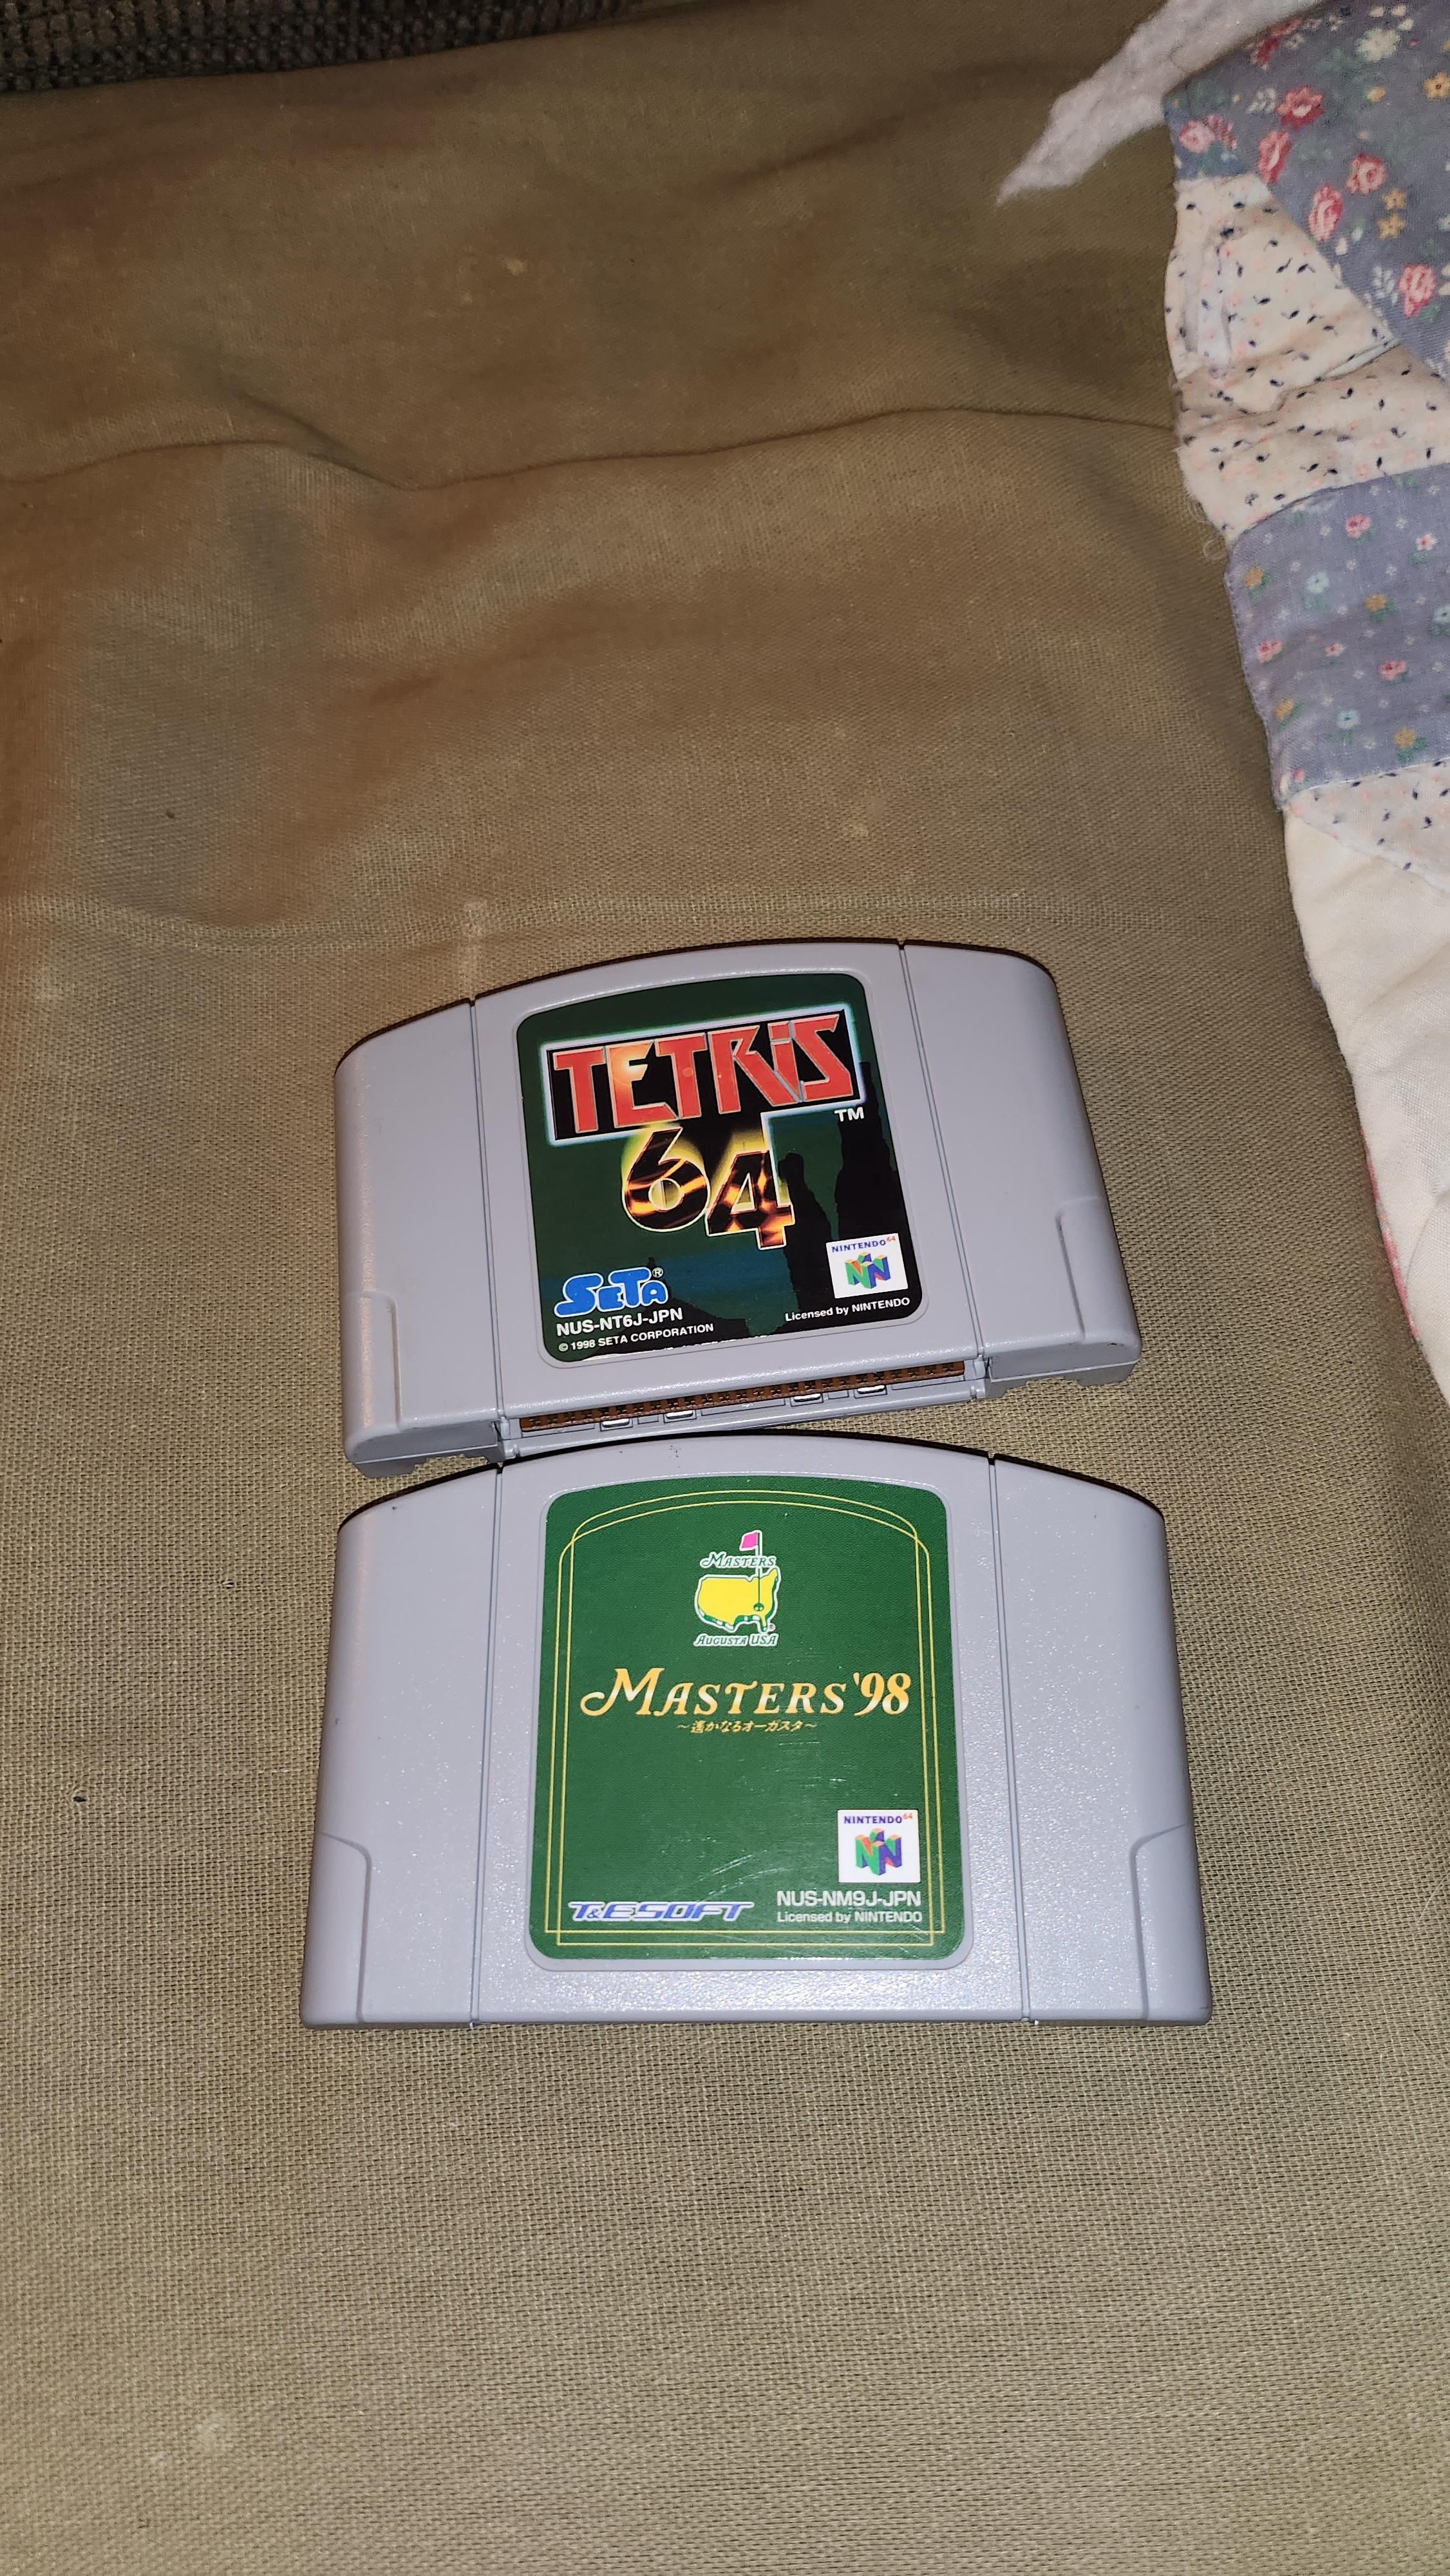 TETRiS
TM
64
SETA®
NUS-NT6J-JPN
© 1998 SETA CORPORATION
NINTENDO64
Licensed by NINTENDO
MASTERS
AUGUSTA USA
MASTERS '98
～遙かなるオーガスタ～
NINTENDO64
T&ESOFT
NUS-NM9J-JPN
Licensed by NINTENDO